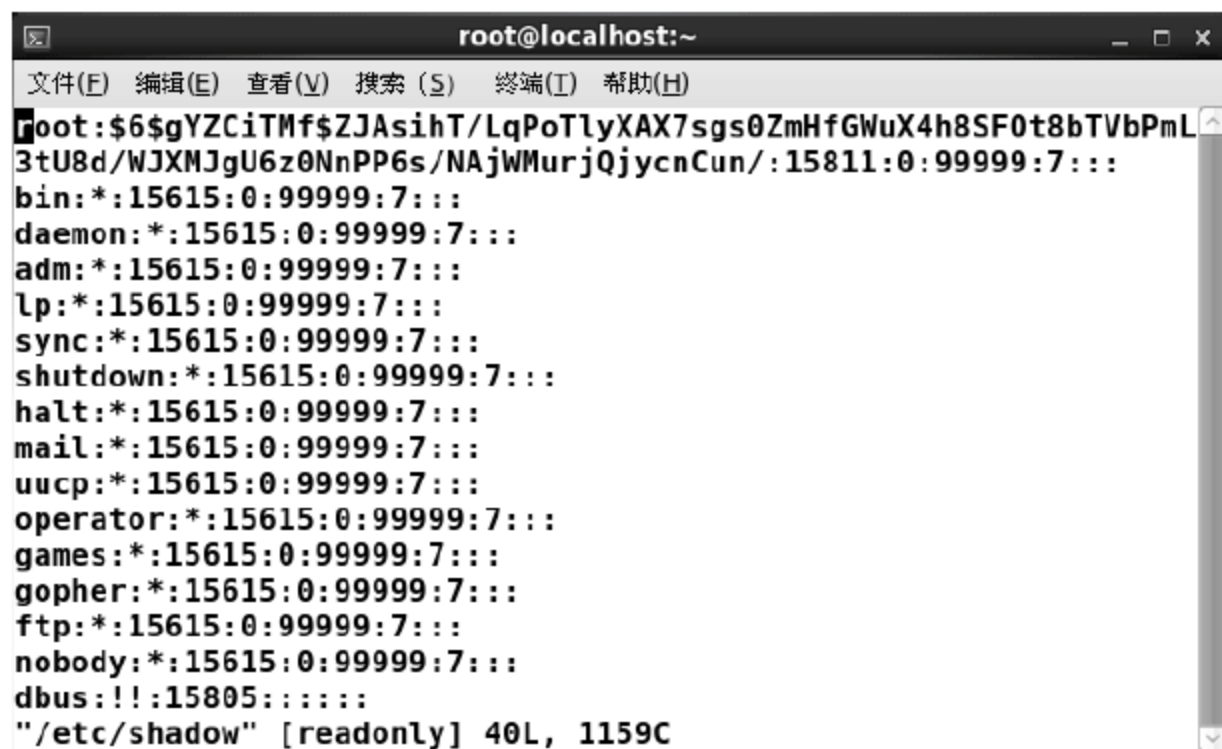 root@localhost:~
文件(F) 编辑(E) 查看(V) 搜索 (S) 终端(T) 帮助(H)
root:$6$gYZCiTMf$ZJAsihT/LqPoTlyXAX7sgs0ZmHfGWuX4h8SF0t8bTVbPmL
3tU8d/WJXMJgU6z0NnPP6s/NAjWMurjQjycnCun/:15811:0:99999:7:::
bin:*:15615:0:99999:7:::
daemon:*:15615:0:99999:7:::
adm:*:15615:0:99999:7:::
lp:*:15615:0:99999:7:::
sync:*:15615:0:99999:7:::
shutdown:*:15615:0:99999:7:::
halt:*:15615:0:99999:7:::
mail:*:15615:0:99999:7:::
uucp:*:15615:0:99999:7:::
operator:*:15615:0:99999:7:::
games:*:15615:0:99999:7:::
gopher:*:15615:0:99999:7:::
ftp:*:15615:0:99999:7:::
nobody:*:15615:0:99999:7:::
dbus:!!:15805::::::
"/etc/shadow" [readonly] 40L, 1159C